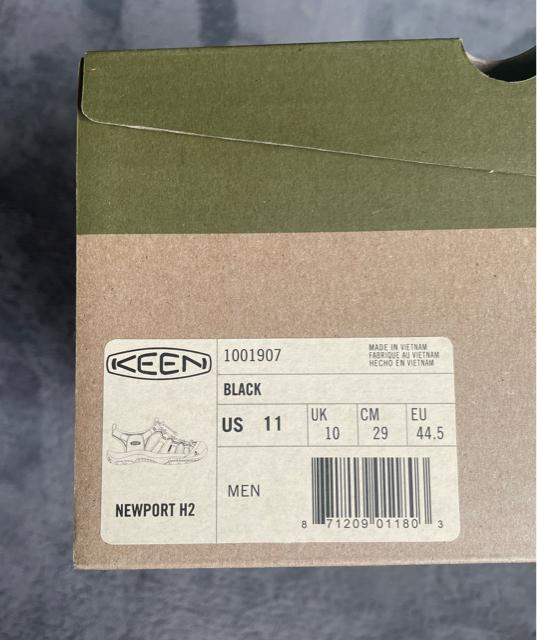 KEEN
1001907
MADE IN VIETNAM
FABRIQUE AU VIETNAM
HECHO EN VIETNAM
BLACK
US 11
UK 10
CM 29
EU 44.5
NEWPORT H2
MEN
8 71209 01180 3